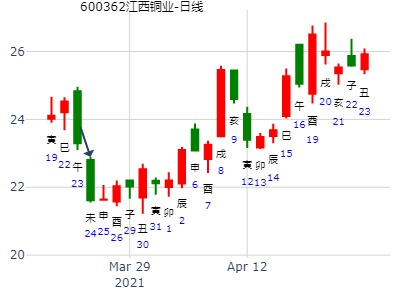 600362江西铜业-日线
26
24
22
20
寅
19
巳
22
午
23
未
24
申
25
酉
26
子
29
丑
30
寅
31
卯
1
辰
2
申
6
酉
7
戌
8
亥
9
寅
12
卯
13
辰
14
巳
15
午
16
酉
19
戌
20
亥
21
子
22
丑
23
Mar 29
2021
Apr 12